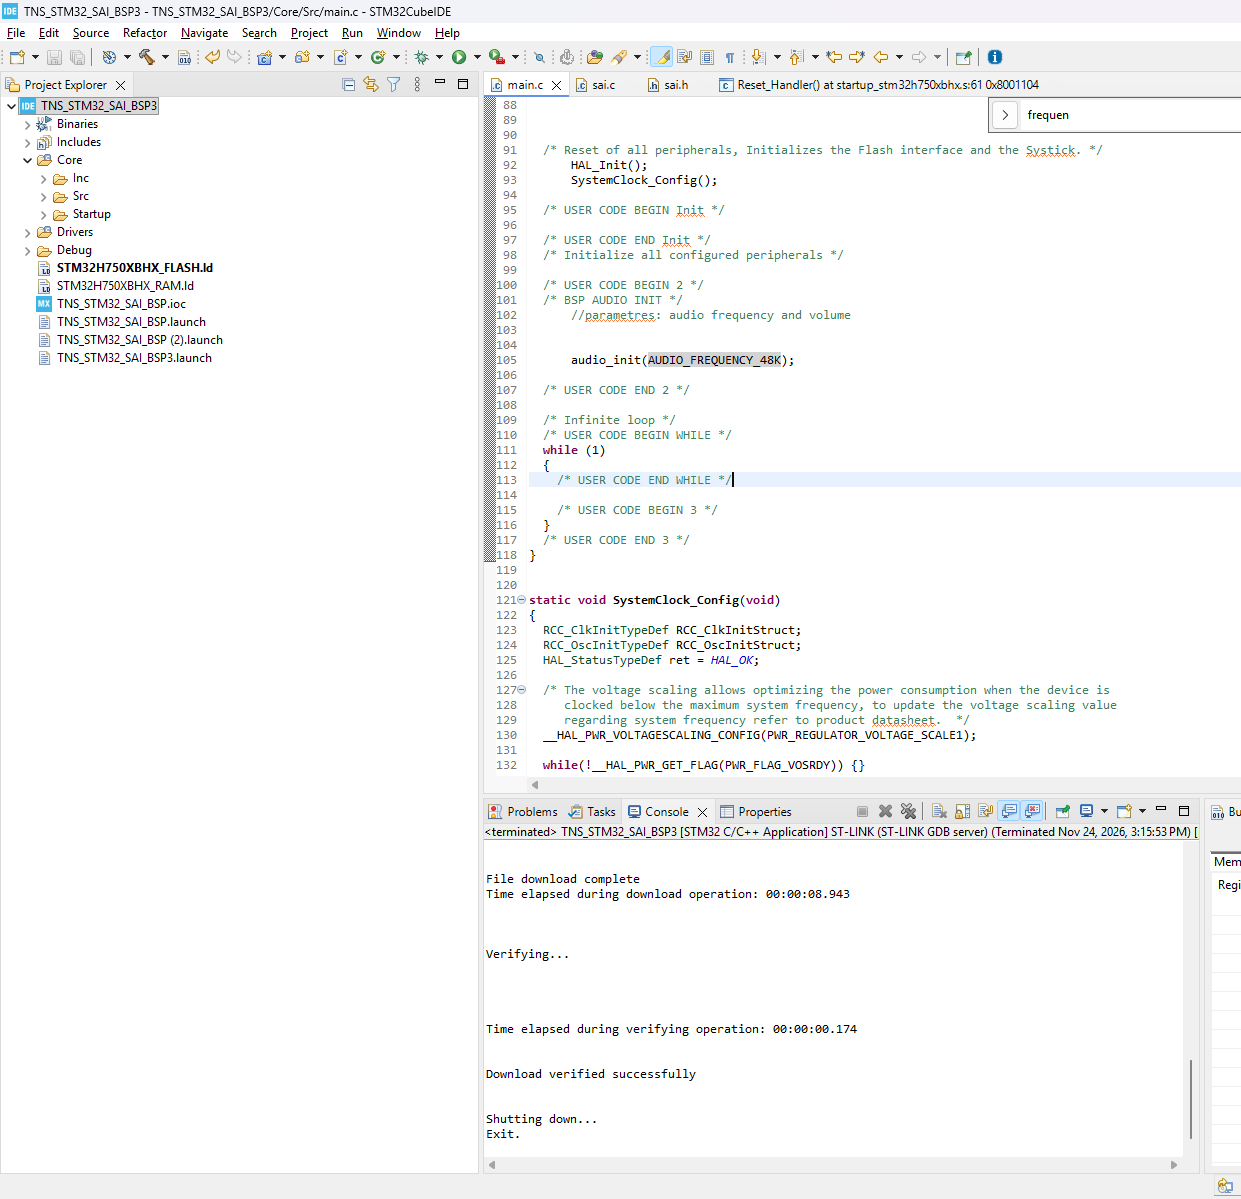 IDE TNS_STM32_SAI_BSP3 - TNS_STM32_SAI_BSP3/Core/Src/main.c - STM32CubeIDE
File Edit Source Refactor Navigate Search Project Run Window Help
Project Explorer
IDE TNS_STM32_SAI_BSP3
Binaries
Includes
Core
Inc
Src
Startup
Drivers
Debug
STM32H750XBHX_FLASH.ld
STM32H750XBHX_RAM.ld
MX TNS_STM32_SAI_BSP.ioc
TNS_STM32_SAI_BSP.launch
TNS_STM32_SAI_BSP (2).launch
TNS_STM32_SAI_BSP3.launch
main.c sai.c sai.h Reset_Handler() at startup_stm32h750xbhx.s:61 0x8001104
frequen
88
89
90
91 /* Reset of all peripherals, Initializes the Flash interface and the Systick. */
92 HAL_Init();
93 SystemClock_Config();
94
95 /* USER CODE BEGIN Init */
96
97 /* USER CODE END Init */
98 /* Initialize all configured peripherals */
99
100 /* USER CODE BEGIN 2 */
101 /* BSP AUDIO INIT */
102 //parametres: audio frequency and volume
103
104
105 audio_init(AUDIO_FREQUENCY_48K);
106
107 /* USER CODE END 2 */
108
109 /* Infinite loop */
110 /* USER CODE BEGIN WHILE */
111 while (1)
112 {
113 /* USER CODE END WHILE */
114
115 /* USER CODE BEGIN 3 */
116 }
117 /* USER CODE END 3 */
118 }
119
120
121 static void SystemClock_Config(void)
122 {
123 RCC_ClkInitTypeDef RCC_ClkInitStruct;
124 RCC_OscInitTypeDef RCC_OscInitStruct;
125 HAL_StatusTypeDef ret = HAL_OK;
126
127 /* The voltage scaling allows optimizing the power consumption when the device is
128 clocked below the maximum system frequency, to update the voltage scaling value
129 regarding system frequency refer to product datasheet. */
130 __HAL_PWR_VOLTAGESCALING_CONFIG(PWR_REGULATOR_VOLTAGE_SCALE1);
131
132 while(!__HAL_PWR_GET_FLAG(PWR_FLAG_VOSRDY)) {}
Problems Tasks Console Properties
<terminated> TNS_STM32_SAI_BSP3 [STM32 C/C++ Application] ST-LINK (ST-LINK GDB server) (Terminated Nov 24, 2026, 3:15:53 PM) [
File download complete
Time elapsed during download operation: 00:00:08.943
Verifying...
Time elapsed during verifying operation: 00:00:00.174
Download verified successfully
Shutting down...
Exit.
Bu
Mem
Regi